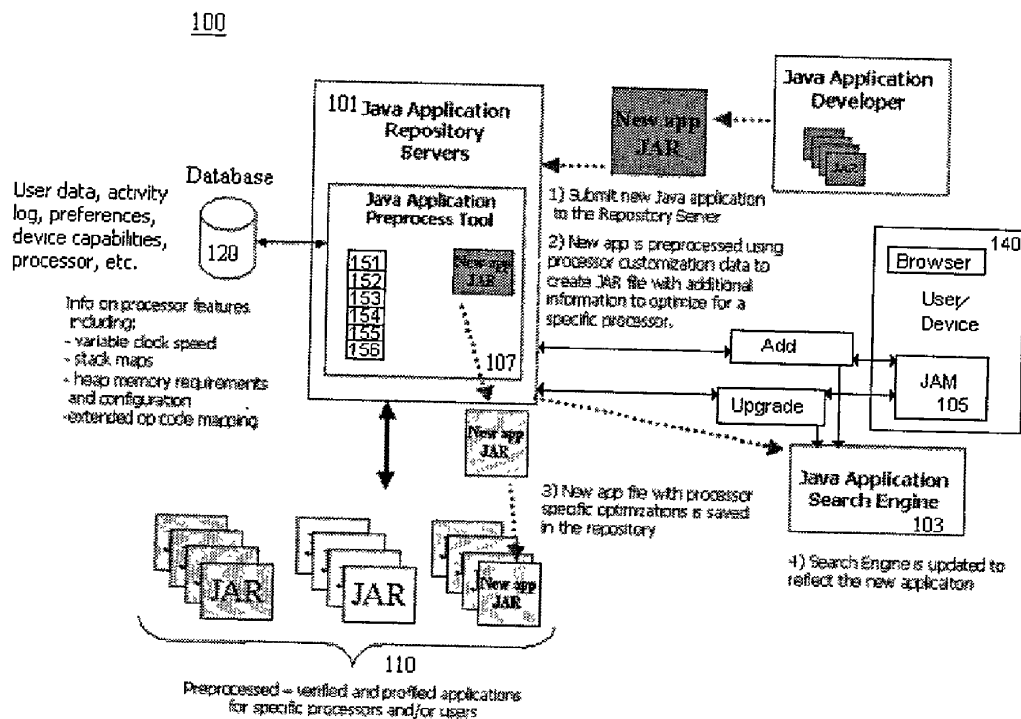 100
101 Java Application
Repository
Servers
Java Application
Preprocess Tool
151
152
153
154
155
156
New app
JAR
107
New app
JAR
Java Application
Developer
JAR
Database
120
User data, activity
log, preferences,
device capabilities,
processor, etc.
Info on processor features
including:
- variable clock speed
- stack maps
- heap memory requirements
and configuration
-extended op code mapping
1) Submit new Java application
to the Repository Server
2) New app is preprocessed using
processor customization data to
create JAR file with additional
information to optimize for a
specific processor.
140
Browser
User/
Device
JAM
105
Add
Upgrade
Java Application
Search Engine
103
New app
JAR
3) New app file with processor
specific optimizations is saved
in the repository
4) Search Engine is updated to
reflect the new applicaiton
JAR
JAR
New app
JAR
110
Preprocessed – verified and profiled applications
for specific processors and/or users